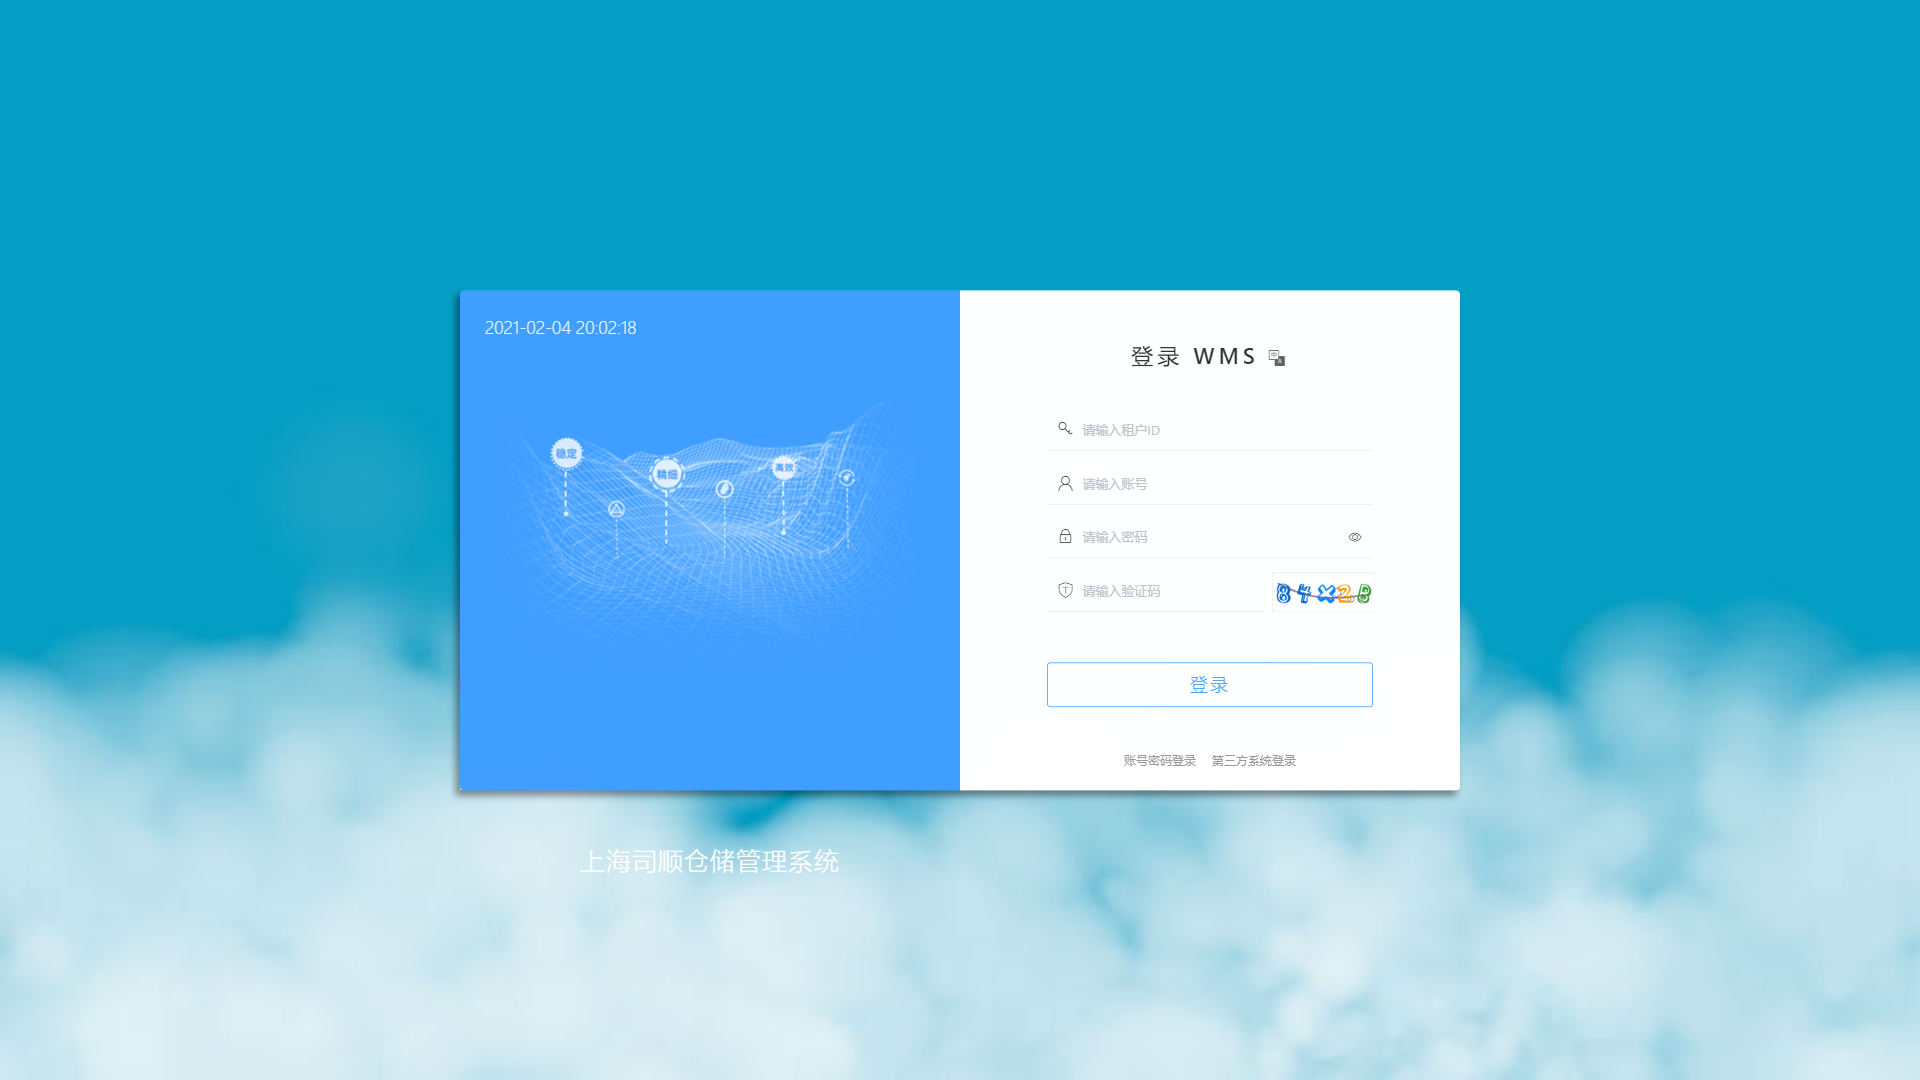 2021-02-04 20:02:18
稳定
精细
高效
登录 WMS
请输入租户ID
请输入账号
请输入密码
请输入验证码
84X2B
登录
账号密码登录 第三方系统登录
上海司顺仓储管理系统